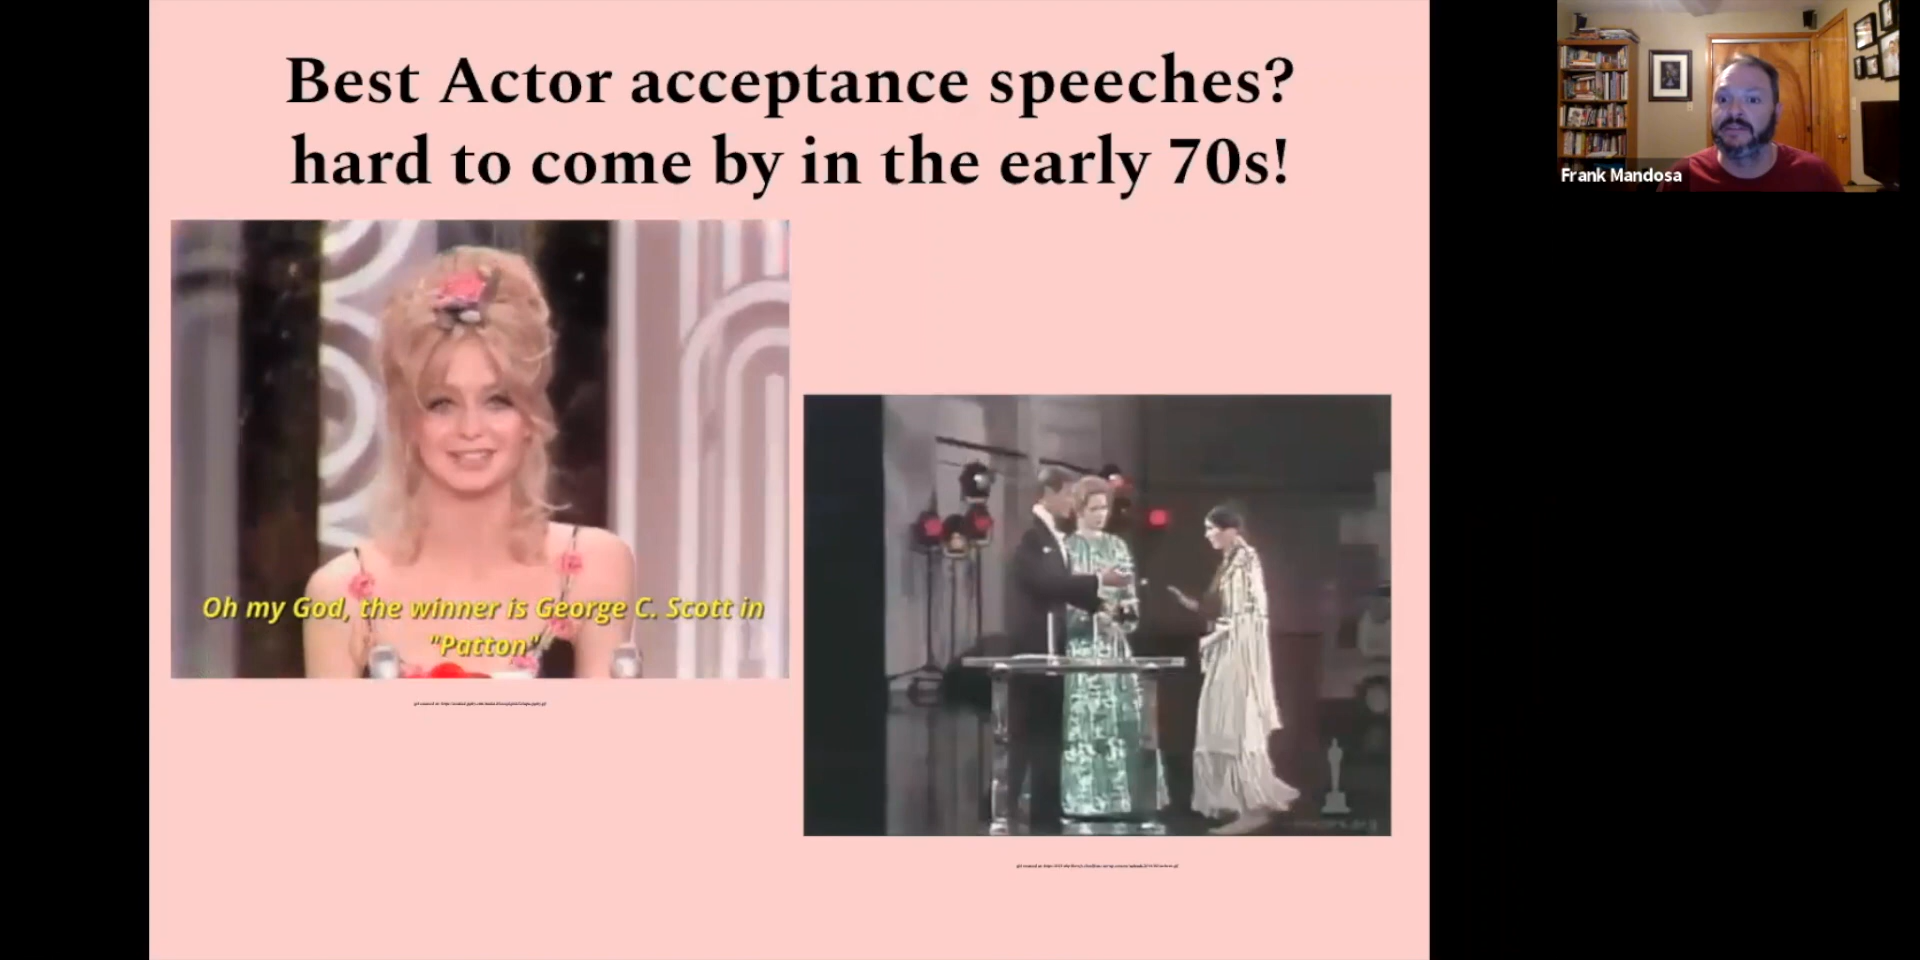 Best Actor acceptance speeches?
hard to come by in the early 70s!
Frank Mandosa
Oh my God, the winner is George C. Scott in
"Patton"